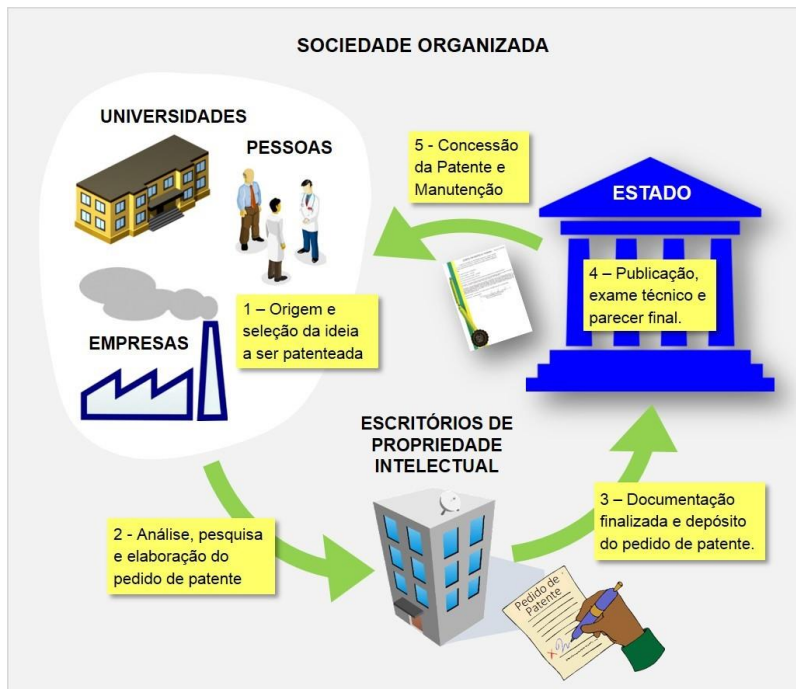 SOCIEDADE ORGANIZADA
UNIVERSIDADES
PESSOAS
EMPRESAS
1 – Origem e
seleção da ideia
a ser patenteada
2 - Análise, pesquisa
e elaboração do
pedido de patente
ESCRITÓRIOS DE
PROPRIEDADE
INTELECTUAL
Pedido de
Patente
3 – Documentação
finalizada e depósito
do pedido de patente.
ESTADO
4 – Publicação,
exame técnico e
parecer final.
5 - Concessão
da Patente e
Manutenção